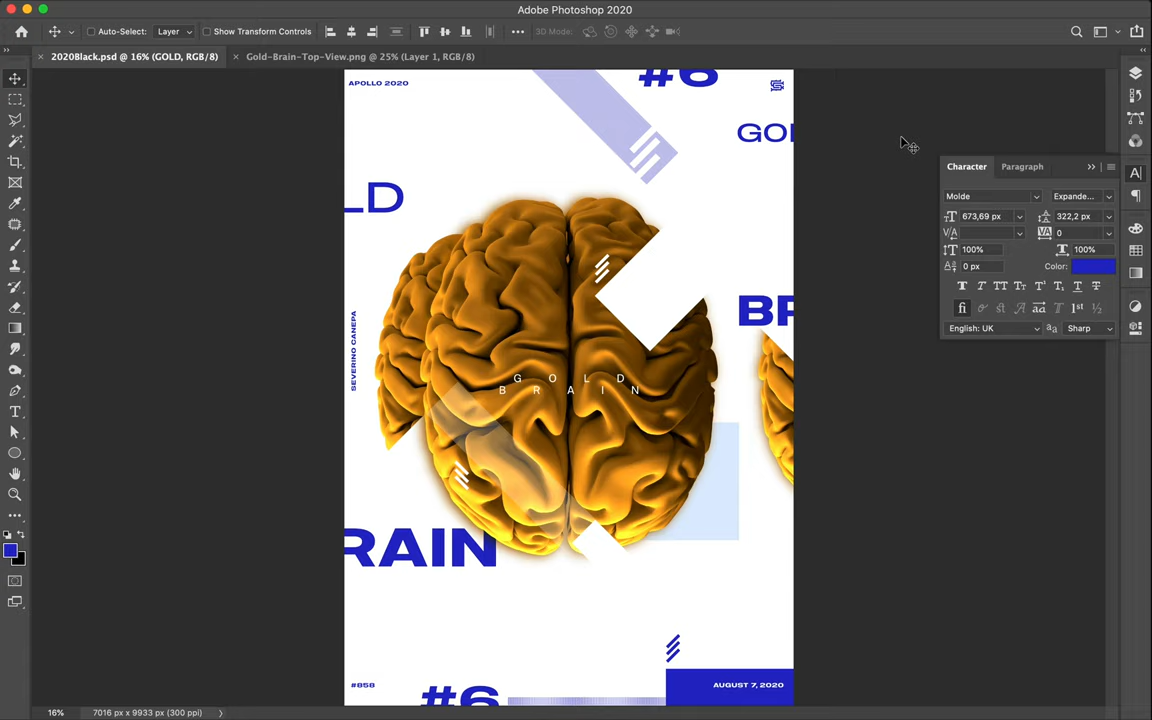 Adobe Photoshop 2020
Auto-Select:
Layer
Show Transform Controls
3D Mode:
2020Black.psd @ 16% (GOLD, RGB/8)
Gold-Brain-Top-View.png @ 25% (Layer 1, RGB/8)
APOLLO 2020
#6
GOL
LD
SEVERINO CANEPA
GOLD
BRAIN
BR
RAIN
#858
#6
AUGUST 7, 2020
Character
Paragraph
Molde
Expande...
673,69 px
322,2 px
0
100%
100%
0 px
Color:
English: UK
Sharp
16%
7016 px x 9933 px (300 ppi)